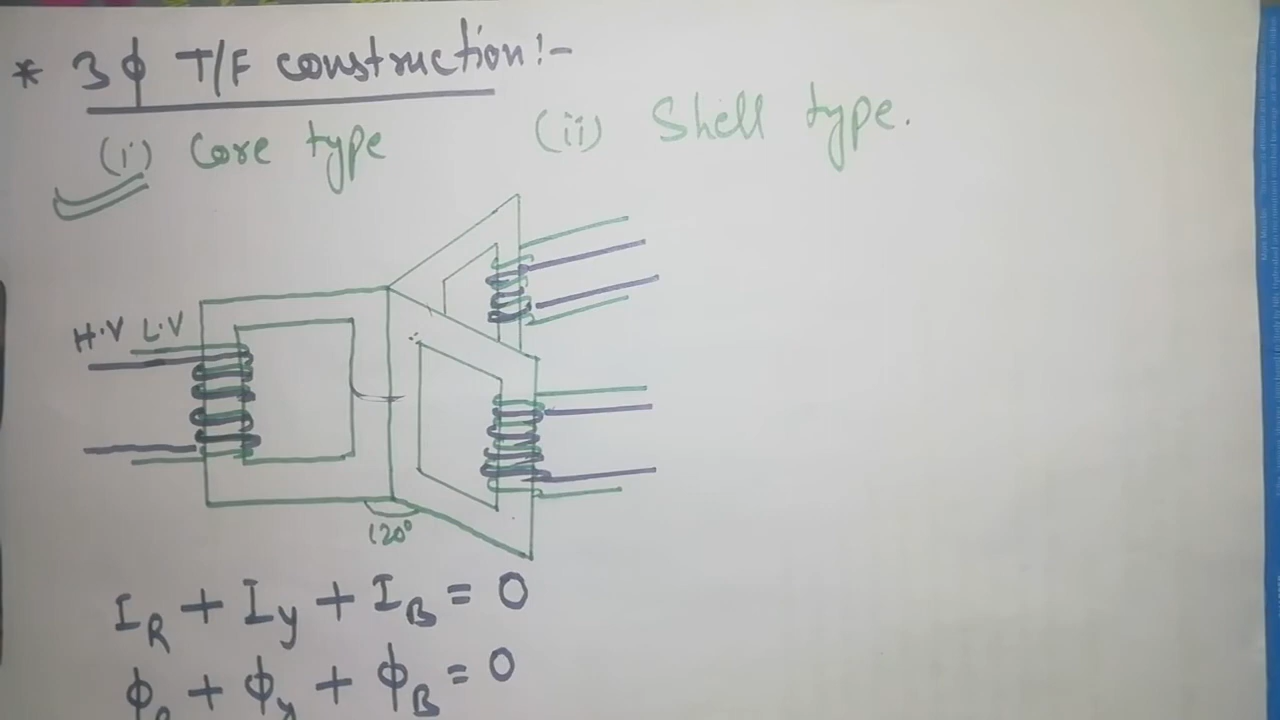 * 3ϕ T/F construction:-
(i) Core type (ii) Shell type.
H.V L.V
120°
I_R + I_y + I_B = 0
ϕ_R + ϕ_y + ϕ_B = 0